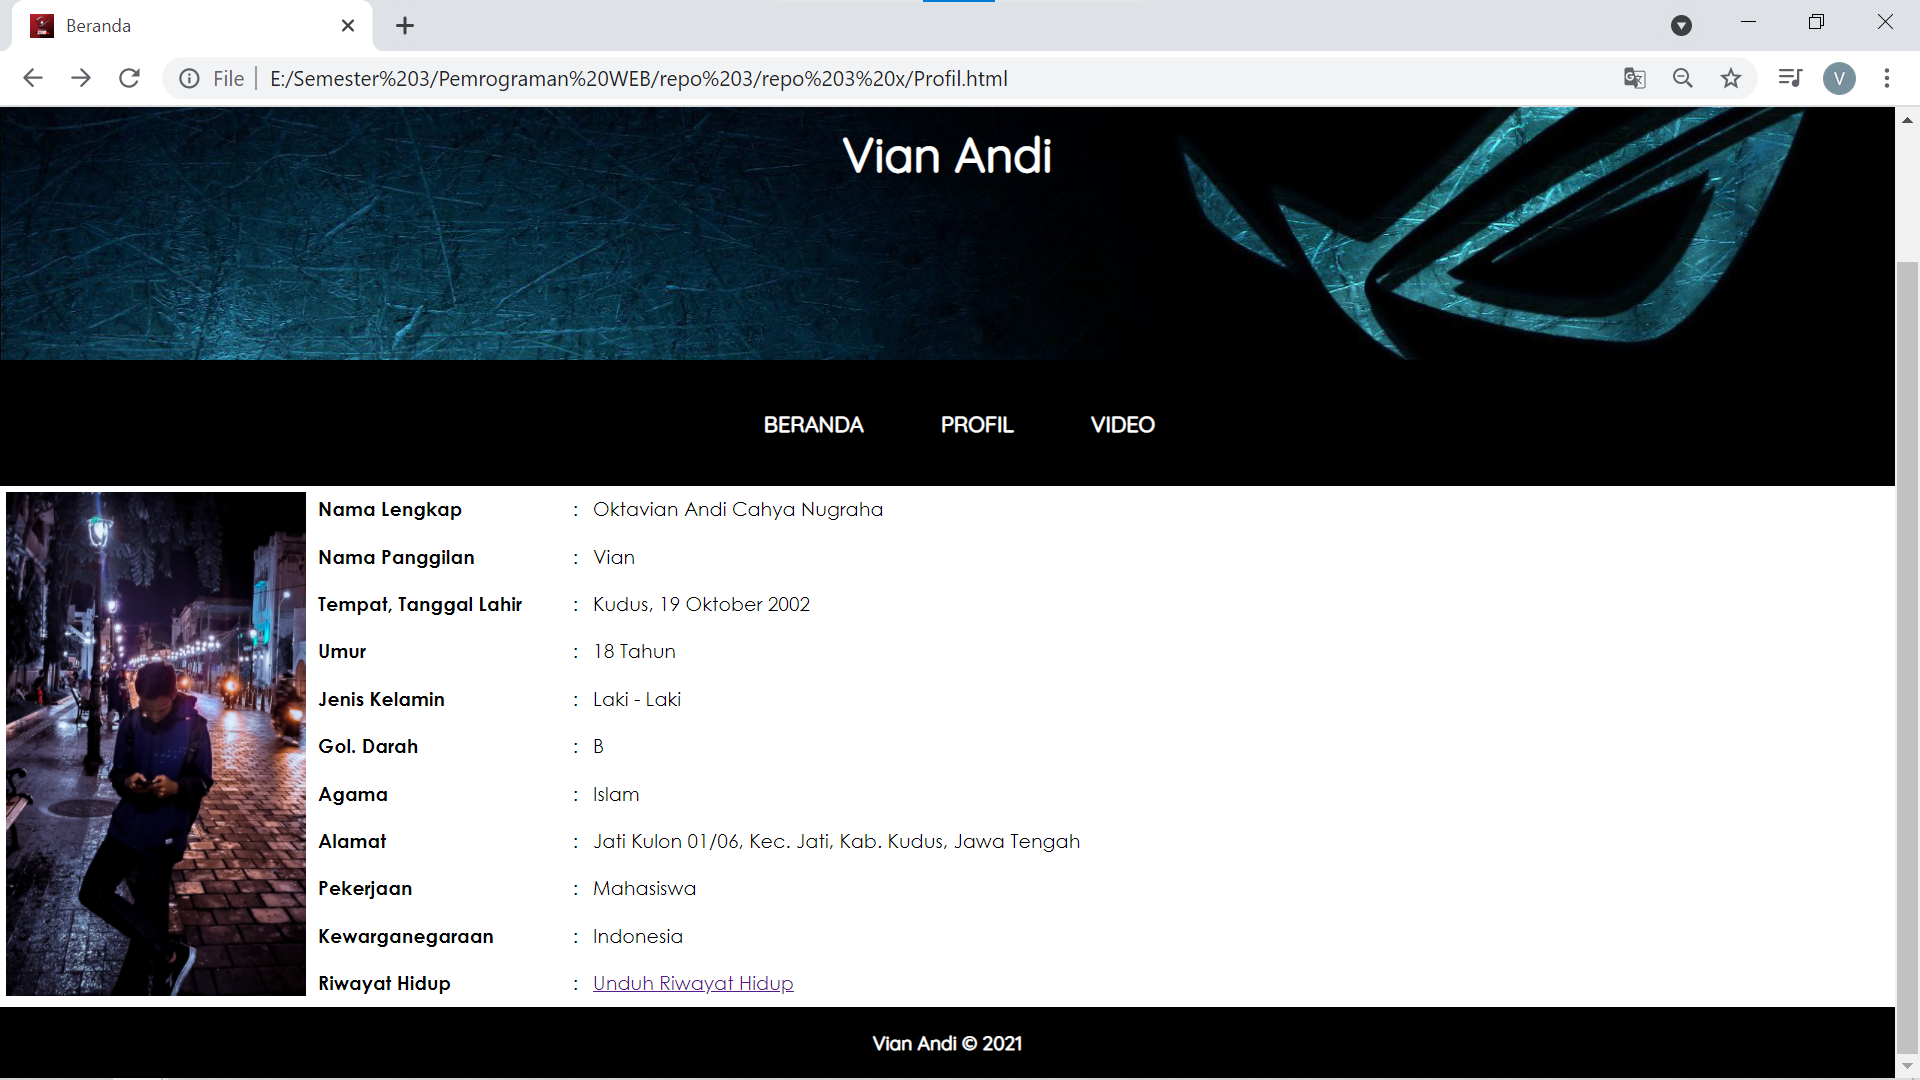 Beranda
File
E:/Semester%203/Pemrograman%20WEB/repo%203/repo%203%20x/Profil.html
V
Vian Andi
BERANDA PROFIL VIDEO
Nama Lengkap : Oktavian Andi Cahya Nugraha
Nama Panggilan : Vian
Tempat, Tanggal Lahir : Kudus, 19 Oktober 2002
Umur : 18 Tahun
Jenis Kelamin : Laki - Laki
Gol. Darah : B
Agama : Islam
Alamat : Jati Kulon 01/06, Kec. Jati, Kab. Kudus, Jawa Tengah
Pekerjaan : Mahasiswa
Kewarganegaraan : Indonesia
Riwayat Hidup : Unduh Riwayat Hidup
Vian Andi © 2021